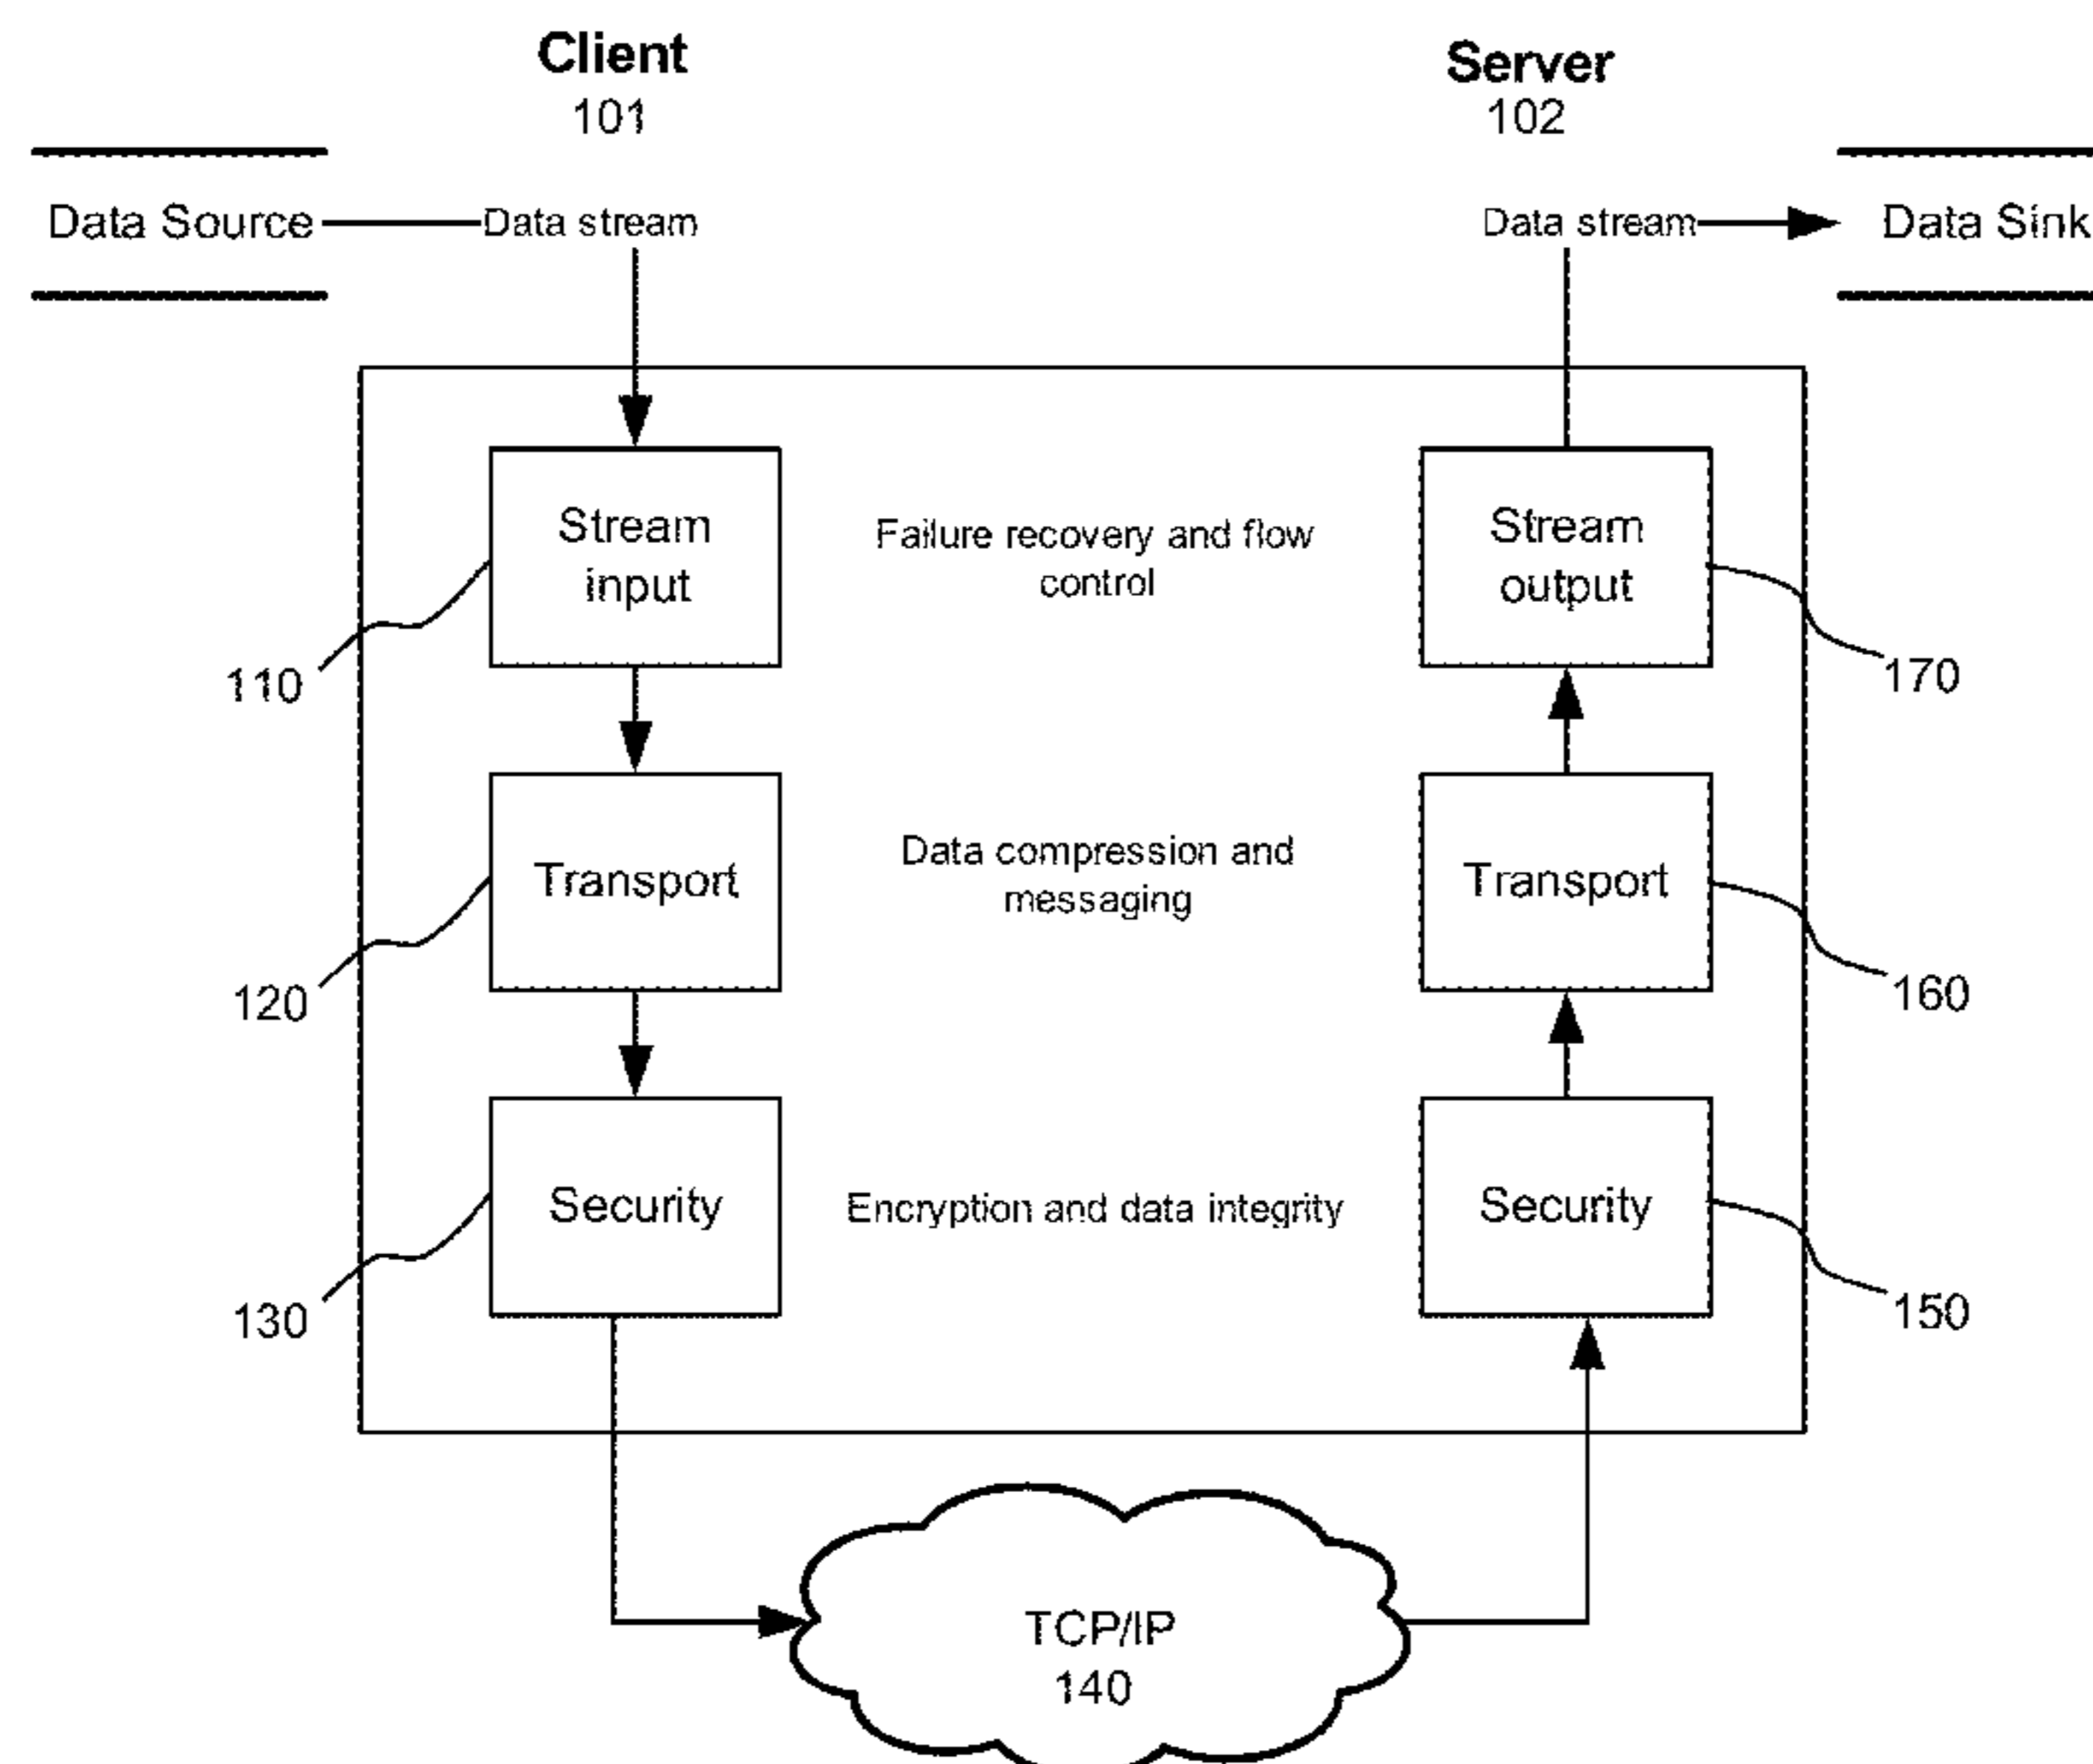 Client
101
Server
102
Data Source
Data stream
Data stream
Data Sink
Stream
input
Failure recovery and flow
control
Stream
output
110
170
Transport
Data compression and
messaging
Transport
120
160
Security
Encryption and data integrity
Security
130
150
TCP/IP
140